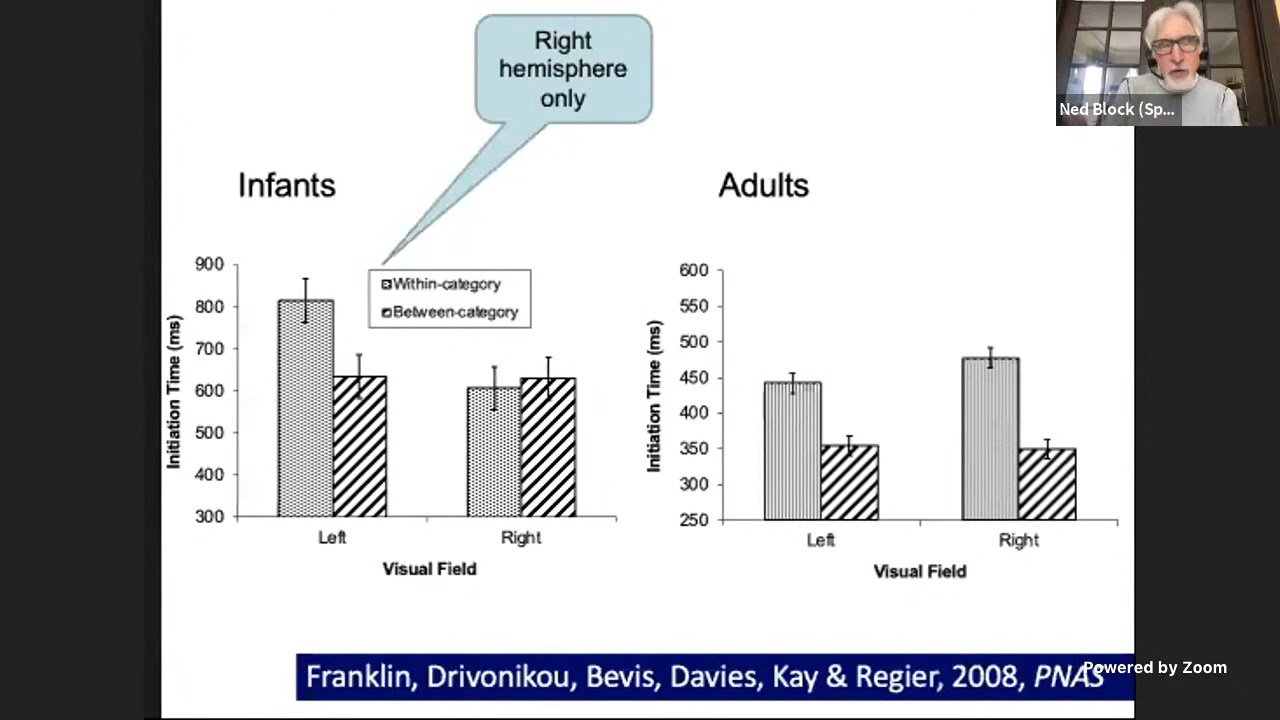 Right
hemisphere
only
Ned Block (Sp...
Infants
Adults
900
800
700
600
500
400
300
Initiation Time (ms)
Within-category
Between-category
Left
Right
Visual Field
600
550
500
450
400
350
300
250
Initiation Time (ms)
Left
Right
Visual Field
Franklin, Drivonikou, Bevis, Davies, Kay & Regier, 2008, PNAS
Powered by Zoom